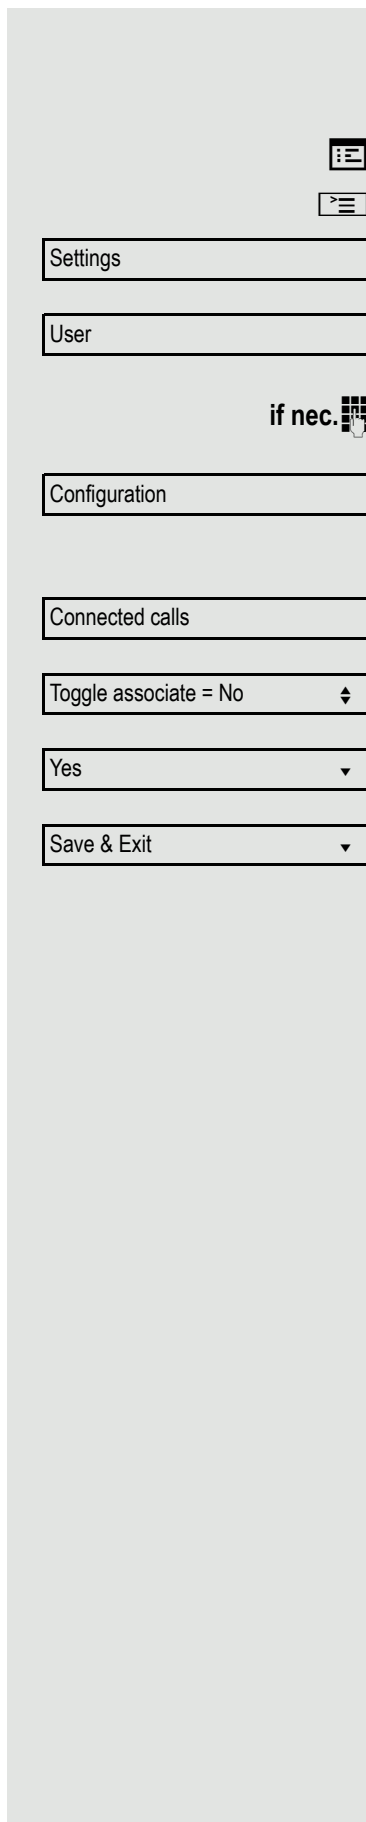 Settings
User
if nec.
Configuration
Connected calls
Toggle associate = No
Yes
Save & Exit